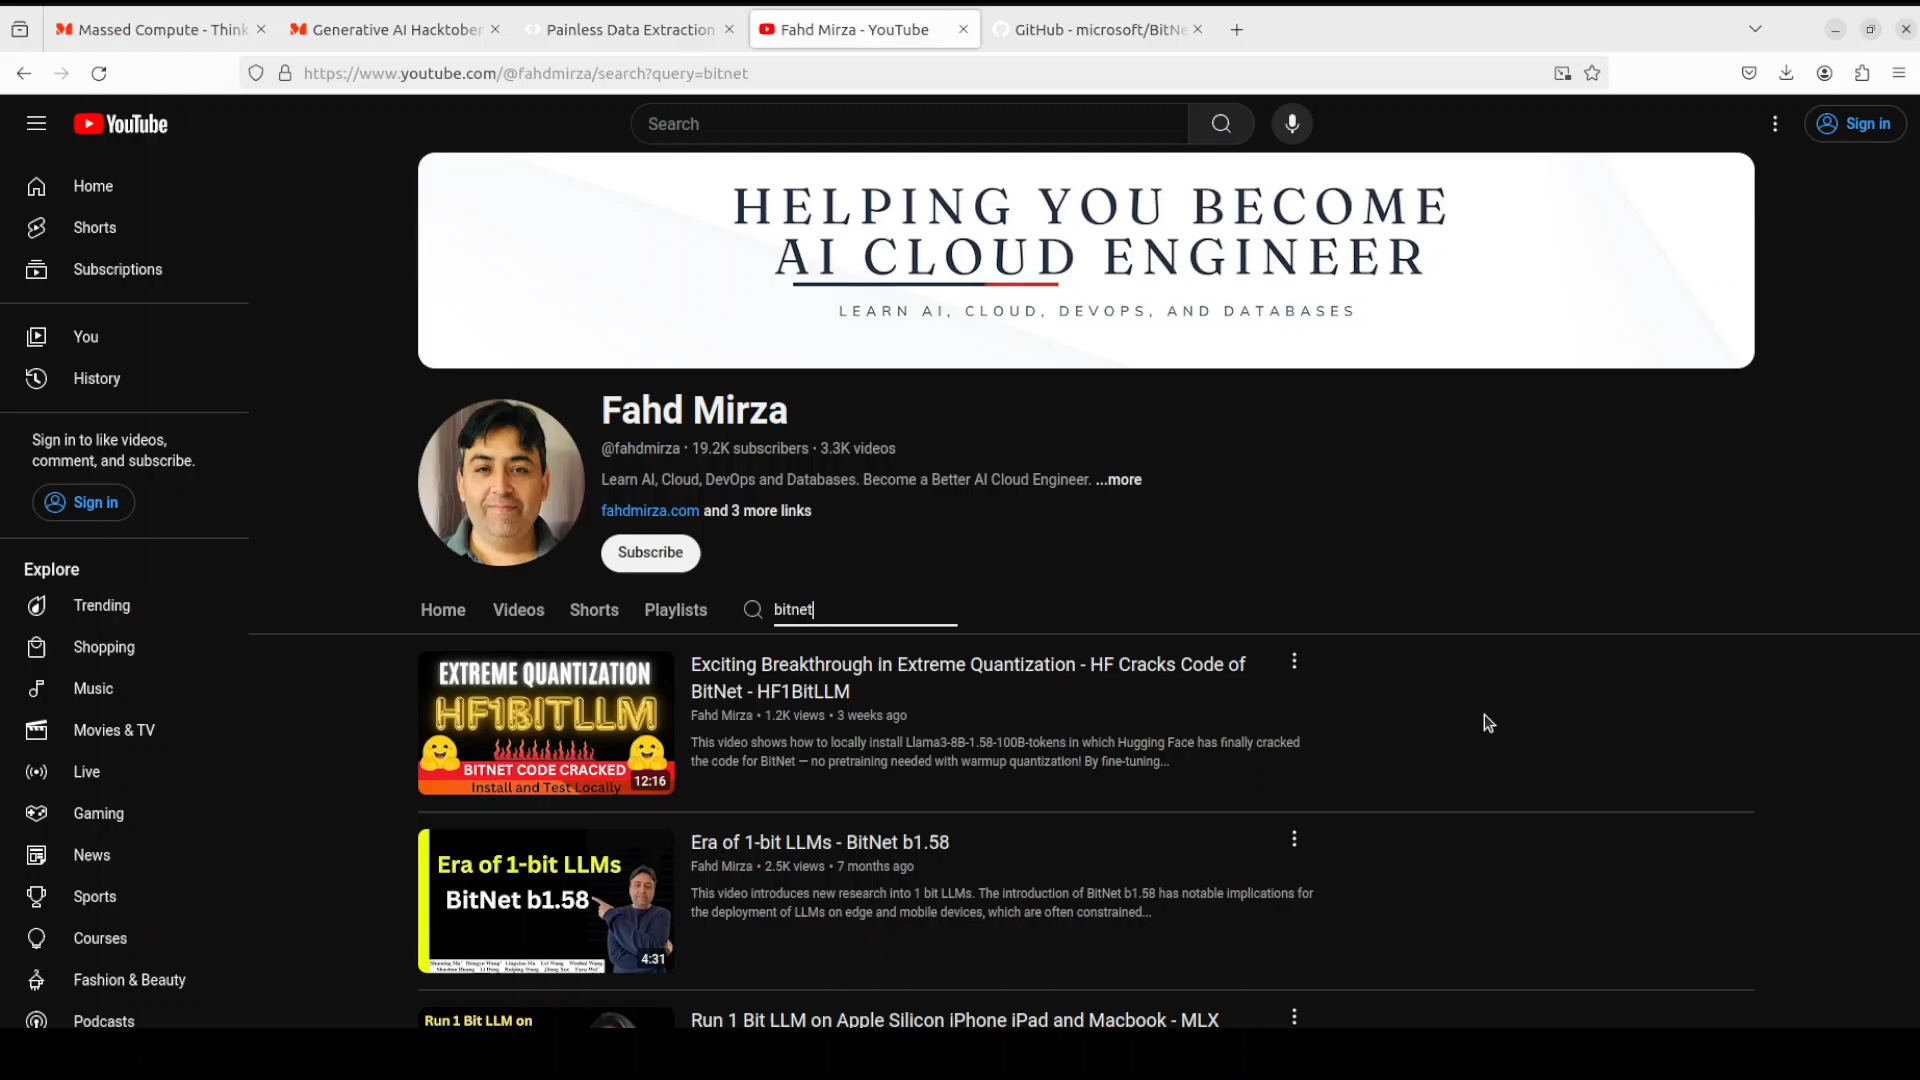 Massed Compute - Think
Generative AI Hacktober
Painless Data Extraction
Fahd Mirza - YouTube
GitHub - microsoft/BitNe
https://www.youtube.com/@fahdmirza/search?query=bitnet
YouTube
Search
Sign in
Home
Shorts
Subscriptions
You
History
Sign in to like videos,
comment, and subscribe.
Sign in
Explore
Trending
Shopping
Music
Movies & TV
Live
Gaming
News
Sports
Courses
Fashion & Beauty
Podcasts
HELPING YOU BECOME
AI CLOUD ENGINEER
LEARN AI, CLOUD, DEVOPS, AND DATABASES
Fahd Mirza
@fahdmirza • 19.2K subscribers • 3.3K videos
Learn AI, Cloud, DevOps and Databases. Become a Better AI Cloud Engineer. ...more
fahdmirza.com and 3 more links
Subscribe
Home Videos Shorts Playlists bitnet
EXTREME QUANTIZATION
HF1BITLLM
BITNET CODE CRACKED
12:16
Install and Test Locally
Exciting Breakthrough in Extreme Quantization - HF Cracks Code of
BitNet - HF1BitLLM
Fahd Mirza • 1.2K views • 3 weeks ago
This video shows how to locally install Llama3-8B-1.58-100B-tokens in which Hugging Face has finally cracked
the code for BitNet — no pretraining needed with warmup quantization! By fine-tuning...
Era of 1-bit LLMs
BitNet b1.58
4:31
Era of 1-bit LLMs - BitNet b1.58
Fahd Mirza • 2.5K views • 7 months ago
This video introduces new research into 1 bit LLMs. The introduction of BitNet b1.58 has notable implications for
the deployment of LLMs on edge and mobile devices, which are often constrained...
Run 1 Bit LLM on
Run 1 Bit LLM on Apple Silicon iPhone iPad and Macbook - MLX